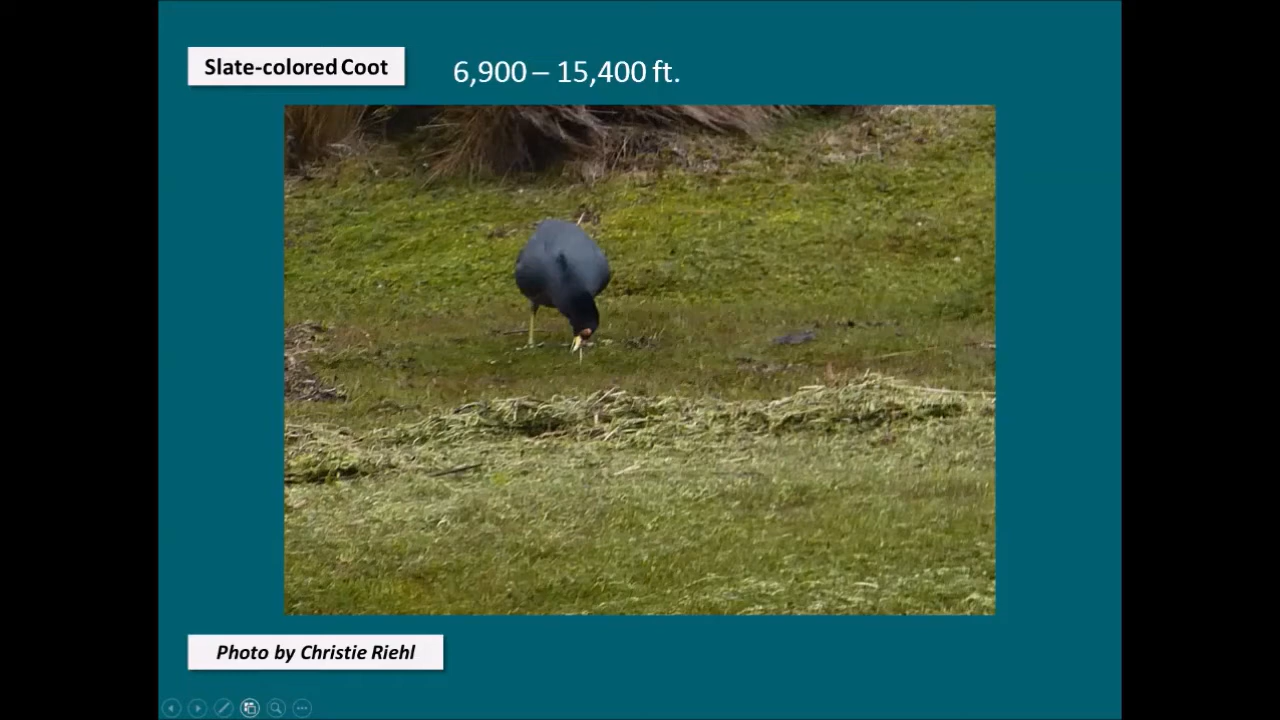 Slate-colored Coot
6,900 – 15,400 ft.
Photo by Christie Riehl